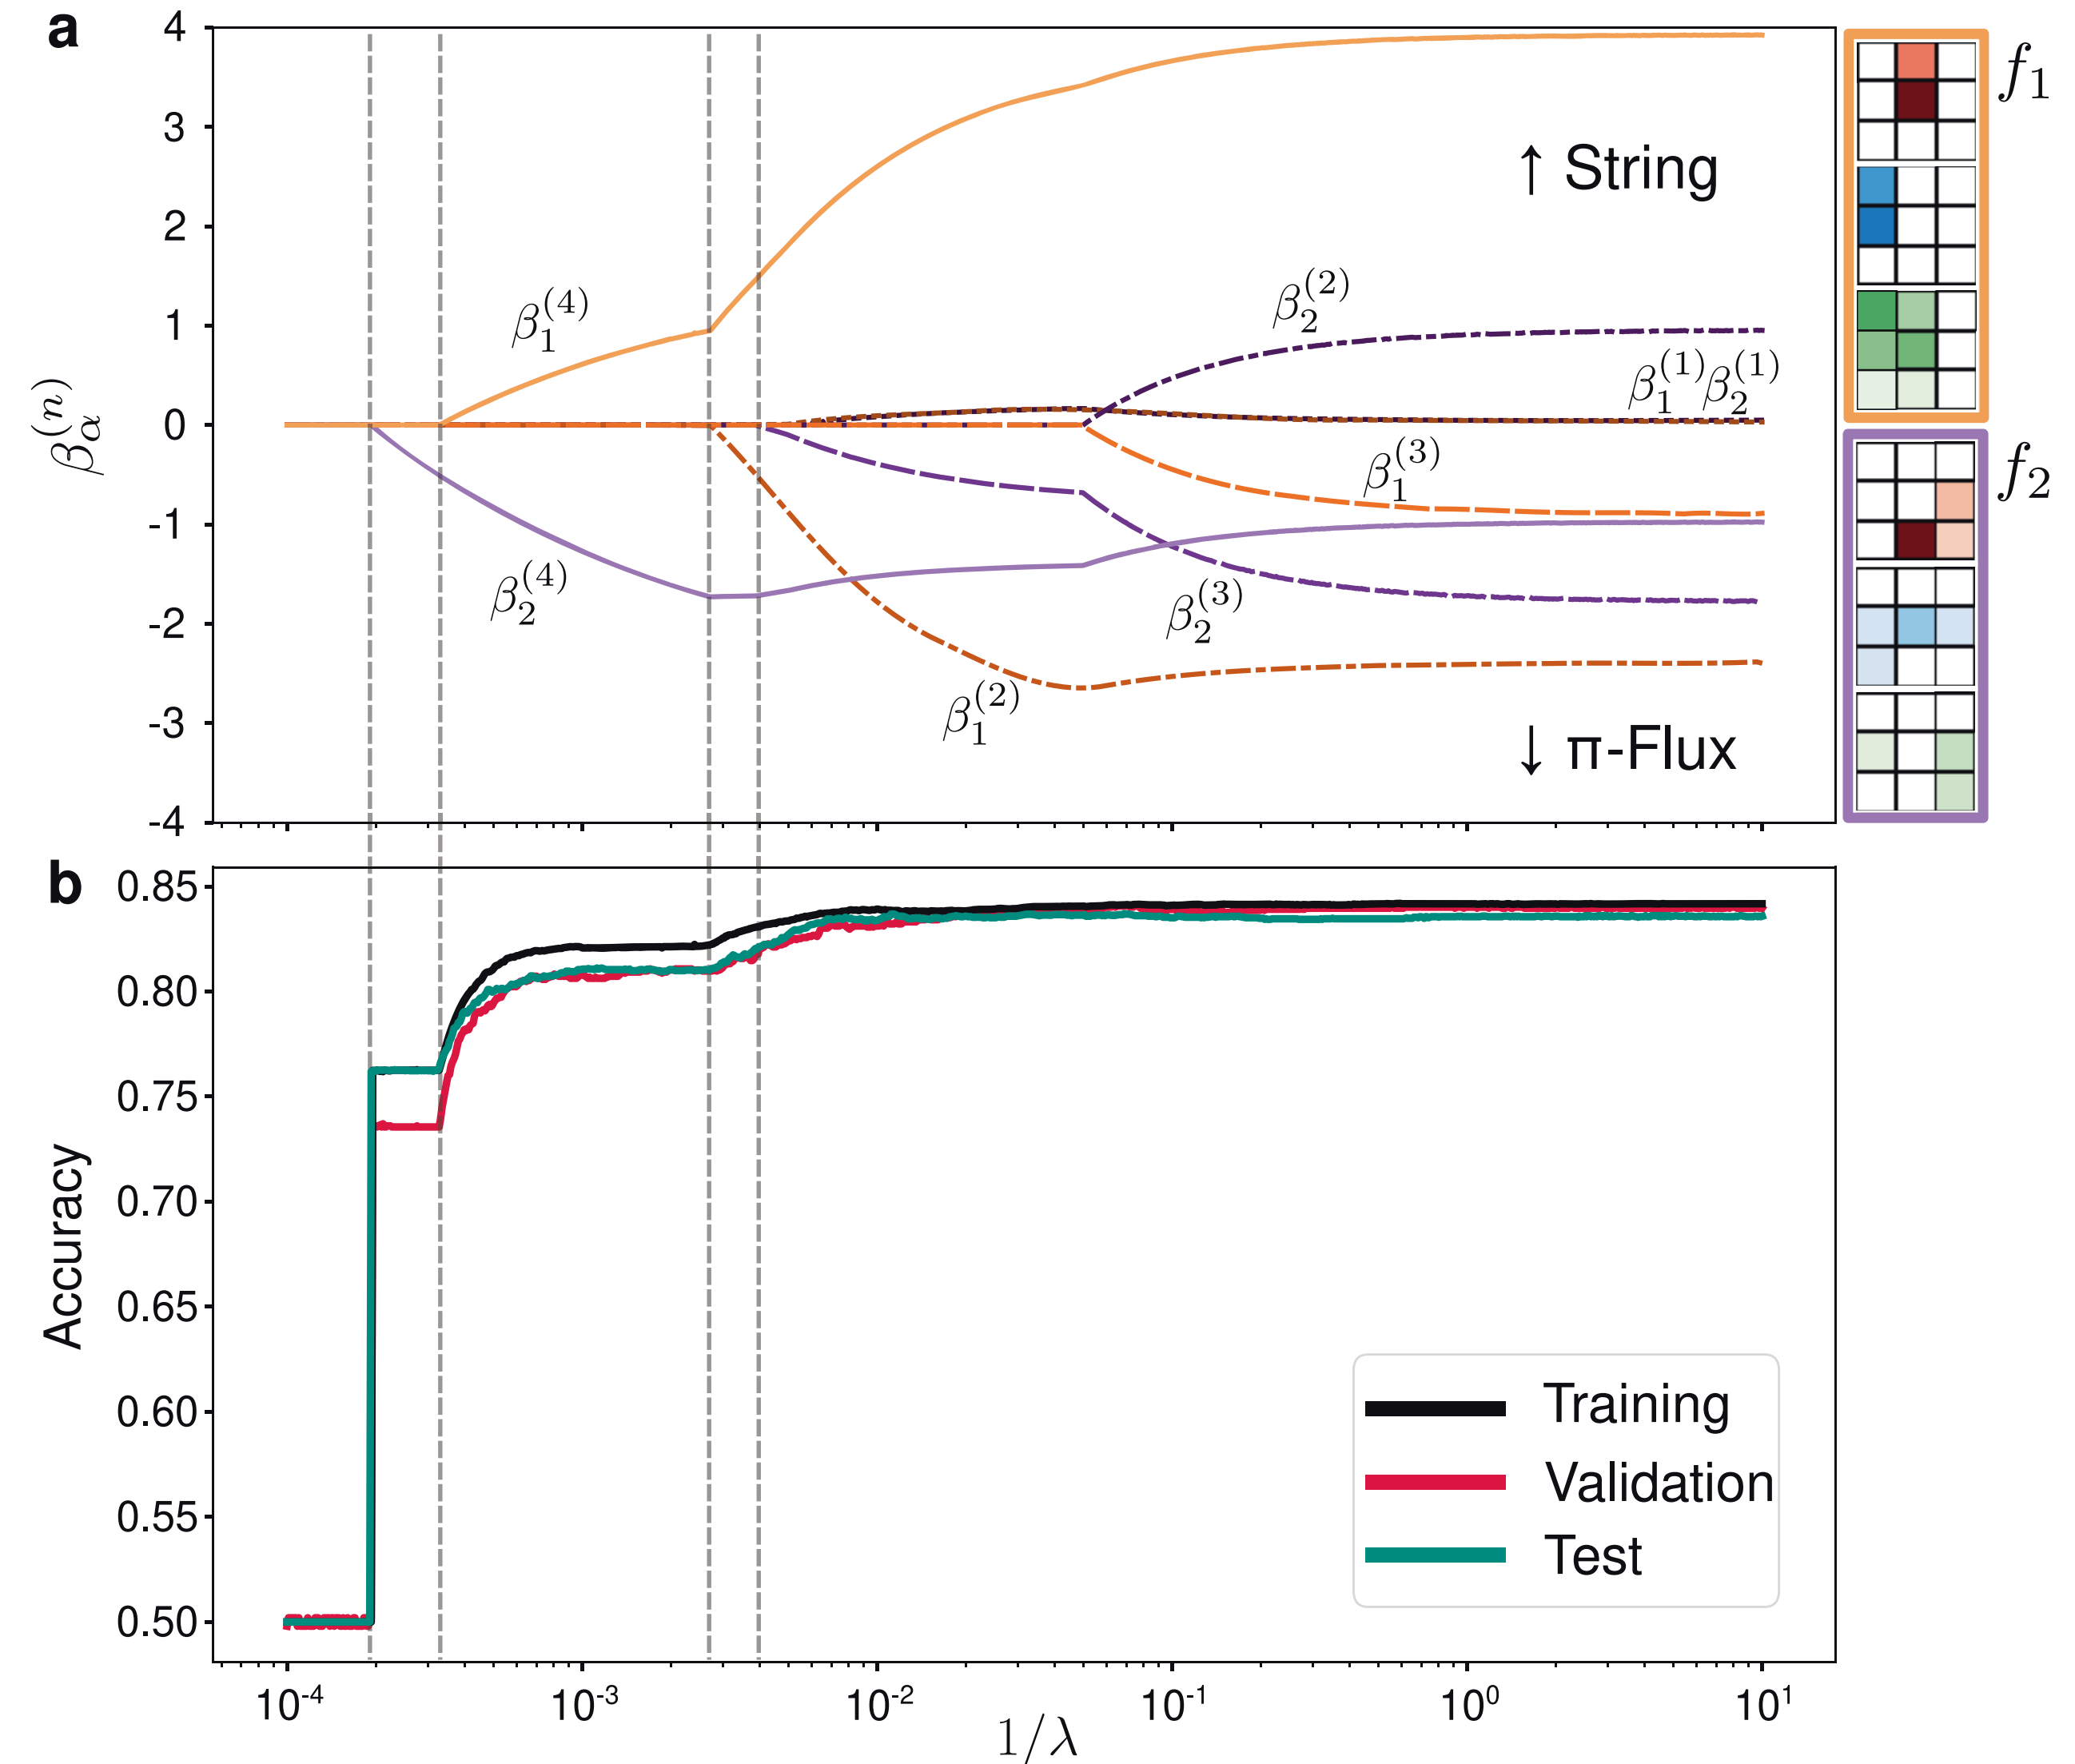 a
4
3
2
1
0
-1
-2
-3
-4
β_α^(n)
↑ String
↓ π-Flux
β_1^(4)
β_2^(4)
β_1^(2)
β_2^(2)
β_1^(1) β_2^(1)
β_1^(3)
β_2^(3)
f_1
f_2
b
0.85
0.80
0.75
0.70
0.65
0.60
0.55
0.50
Accuracy
Training
Validation
Test
10^-4 10^-3 10^-2 10^-1 10^0 10^1
1/λ